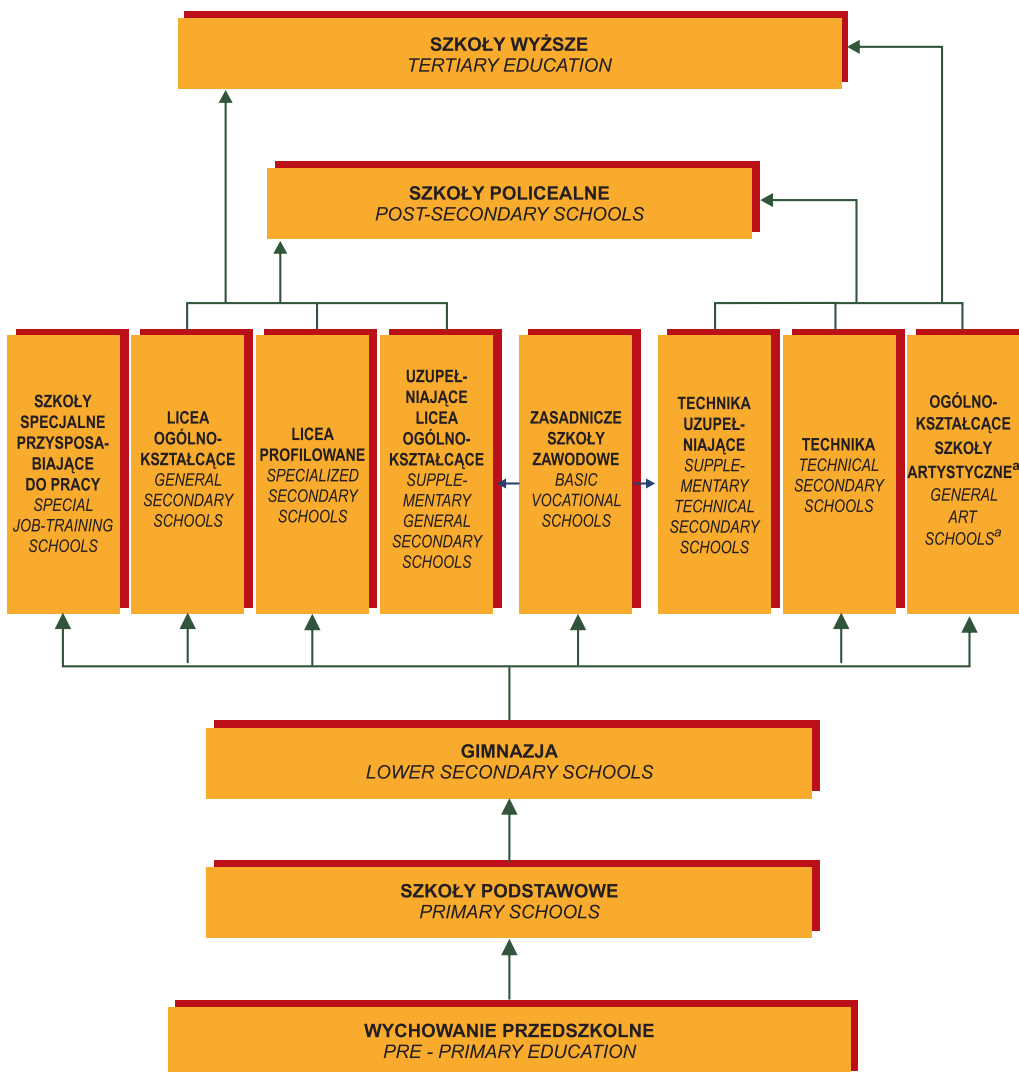 SZKOŁY WYŻSZE
TERTIARY EDUCATION
SZKOŁY POLICEALNE
POST-SECONDARY SCHOOLS
SZKOŁY
SPECJALNE
PRZYSPOSA-
BIAJĄCE
DO PRACY
SPECIAL
JOB-TRAINING
SCHOOLS
LICEA
OGÓLNO-
KSZTAŁCĄCE
GENERAL
SECONDARY
SCHOOLS
LICEA
PROFILOWANE
SPECIALIZED
SECONDARY
SCHOOLS
UZUPEŁ-
NIAJĄCE
LICEA
OGÓLNO-
KSZTAŁCĄCE
SUPPLE-
MENTARY
GENERAL
SECONDARY
SCHOOLS
ZASADNICZE
SZKOŁY
ZAWODOWE
BASIC
VOCATIONAL
SCHOOLS
TECHNIKA
UZUPEŁ-
NIAJĄCE
SUPPLE-
MENTARY
TECHNICAL
SECONDARY
SCHOOLS
TECHNIKA
TECHNICAL
SECONDARY
SCHOOLS
OGÓLNO-
KSZTAŁCĄCE
SZKOŁY
ARTYSTYCZNEᵃ
GENERAL
ART
SCHOOLSᵃ
GIMNAZJA
LOWER SECONDARY SCHOOLS
SZKOŁY PODSTAWOWE
PRIMARY SCHOOLS
WYCHOWANIE PRZEDSZKOLNE
PRE - PRIMARY EDUCATION